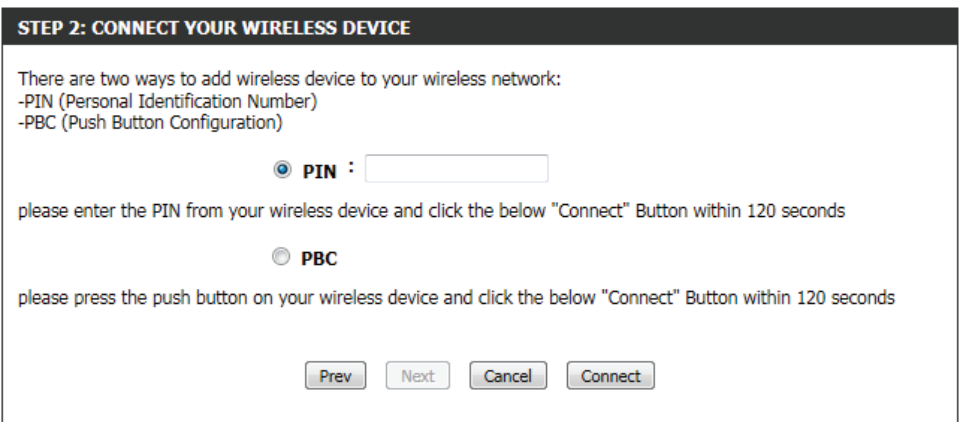 STEP 2: CONNECT YOUR WIRELESS DEVICE
There are two ways to add wireless device to your wireless network:
-PIN (Personal Identification Number)
-PBC (Push Button Configuration)
PIN :
please enter the PIN from your wireless device and click the below "Connect" Button within 120 seconds
PBC
please press the push button on your wireless device and click the below "Connect" Button within 120 seconds
Prev Next Cancel Connect